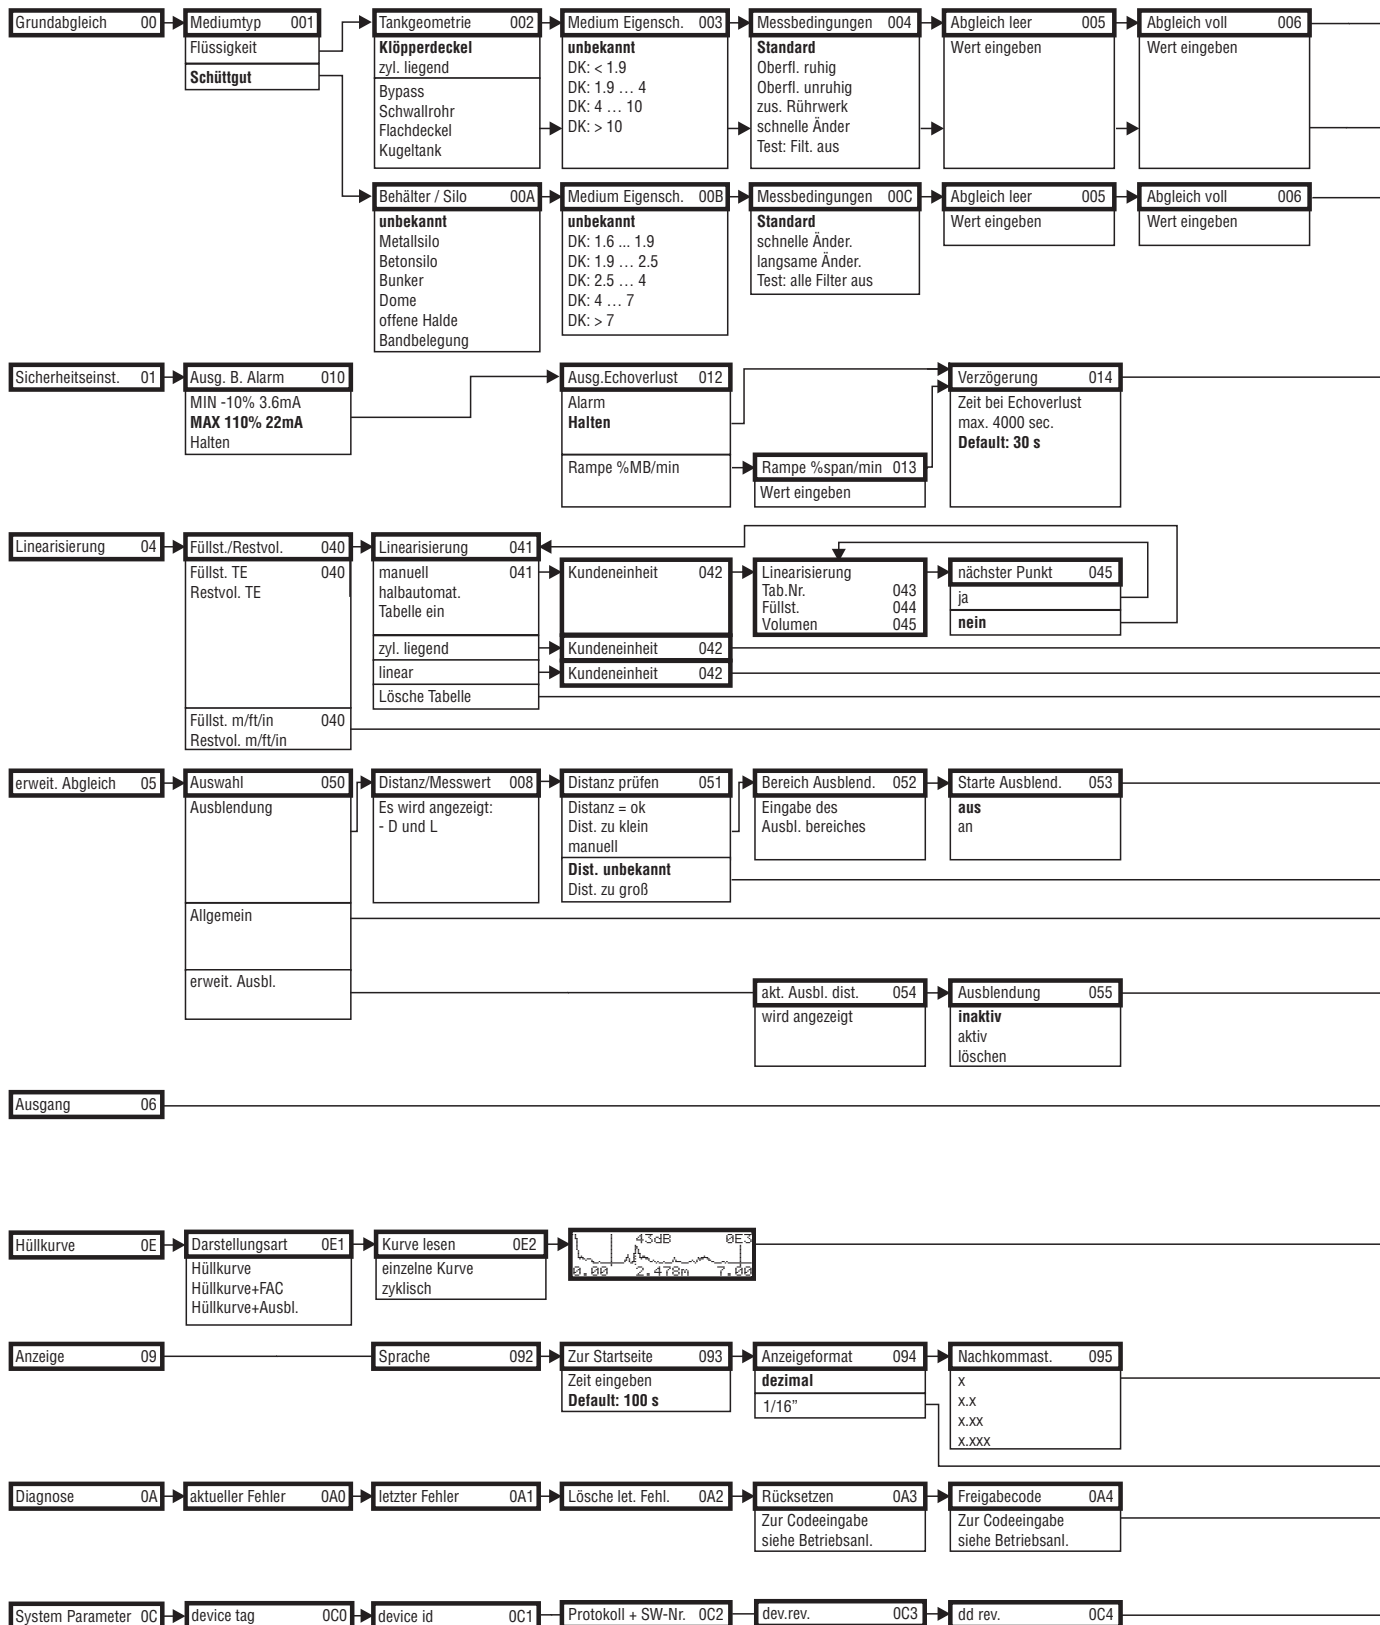 Grundabgleich 00
Mediumtyp 001
Flüssigkeit
Schüttgut
Tankgeometrie 002
Klöpperdeckel
zyl. liegend
Bypass
Schwallrohr
Flachdeckel
Kugeltank
Medium Eigensch. 003
unbekannt
DK: < 1.9
DK: 1.9 … 4
DK: 4 … 10
DK: > 10
Messbedingungen 004
Standard
Oberfl. ruhig
Oberfl. unruhig
zus. Rührwerk
schnelle Änder
Test: Filt. aus
Abgleich leer 005
Wert eingeben
Abgleich voll 006
Wert eingeben
Behälter / Silo 00A
unbekannt
Metallsilo
Betonsilo
Bunker
Dome
offene Halde
Bandbelegung
Medium Eigensch. 00B
unbekannt
DK: 1.6 ... 1.9
DK: 1.9 … 2.5
DK: 2.5 … 4
DK: 4 … 7
DK: > 7
Messbedingungen 00C
Standard
schnelle Änder.
langsame Änder.
Test: alle Filter aus
Abgleich leer 005
Wert eingeben
Abgleich voll 006
Wert eingeben
Sicherheitseinst. 01
Ausg. B. Alarm 010
MIN -10% 3.6mA
MAX 110% 22mA
Halten
Ausg.Echoverlust 012
Alarm
Halten
Rampe %MB/min
Rampe %span/min 013
Wert eingeben
Verzögerung 014
Zeit bei Echoverlust
max. 4000 sec.
Default: 30 s
Linearisierung 04
Füllst./Restvol. 040
Füllst. TE 040
Restvol. TE
Füllst. m/ft/in 040
Restvol. m/ft/in
Linearisierung 041
manuell 041
halbautomat.
Tabelle ein
zyl. liegend
linear
Lösche Tabelle
Kundeneinheit 042
Kundeneinheit 042
Kundeneinheit 042
Linearisierung
Tab.Nr. 043
Füllst. 044
Volumen 045
nächster Punkt 045
ja
nein
erweit. Abgleich 05
Auswahl 050
Ausblendung
Allgemein
erweit. Ausbl.
Distanz/Messwert 008
Es wird angezeigt:
- D und L
Distanz prüfen 051
Distanz = ok
Dist. zu klein
manuell
Dist. unbekannt
Dist. zu groß
Bereich Ausblend. 052
Eingabe des
Ausbl. bereiches
Starte Ausblend. 053
aus
an
akt. Ausbl. dist. 054
wird angezeigt
Ausblendung 055
inaktiv
aktiv
löschen
Ausgang 06
Hüllkurve 0E
Darstellungsart 0E1
Hüllkurve
Hüllkurve+FAC
Hüllkurve+Ausbl.
Kurve lesen 0E2
einzelne Kurve
zyklisch
43dB 0E3
0.00 2.478m 7.00
Anzeige 09
Sprache 092
Zur Startseite 093
Zeit eingeben
Default: 100 s
Anzeigeformat 094
dezimal
1/16”
Nachkommast. 095
x
x.x
x.xx
x.xxx
Diagnose 0A
aktueller Fehler 0A0
letzter Fehler 0A1
Lösche let. Fehl. 0A2
Rücksetzen 0A3
Zur Codeeingabe
siehe Betriebsanl.
Freigabecode 0A4
Zur Codeeingabe
siehe Betriebsanl.
System Parameter 0C
device tag 0C0
device id 0C1
Protokoll + SW-Nr. 0C2
dev.rev. 0C3
dd rev. 0C4